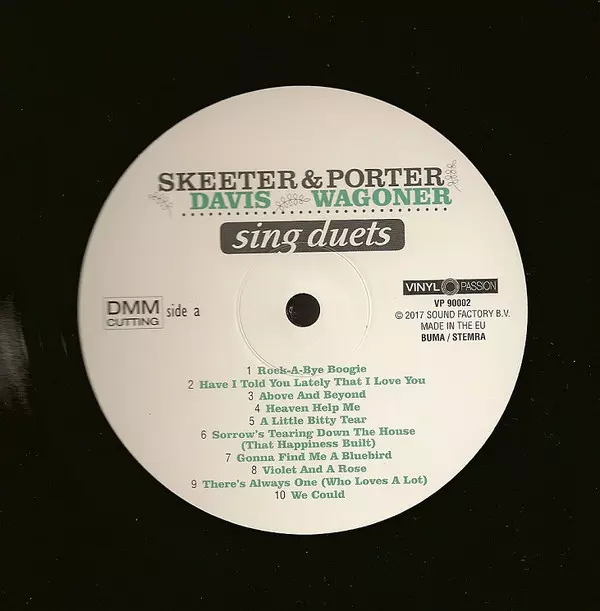 SKEETER & PORTER
DAVIS WAGONER
sing duets
DMM
CUTTING
side a
VINYL PASSION
VP 90002
© 2017 SOUND FACTORY B.V.
MADE IN THE EU
BUMA / STEMRA
1 Rock-A-Bye Boogie
2 Have I Told You Lately That I Love You
3 Above And Beyond
4 Heaven Help Me
5 A Little Bitty Tear
6 Sorrow's Tearing Down The House
(That Happiness Built)
7 Gonna Find Me A Bluebird
8 Violet And A Rose
9 There's Always One (Who Loves A Lot)
10 We Could